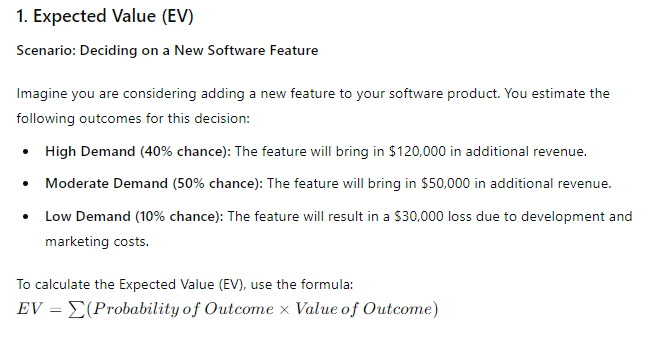 1. Expected Value (EV)
Scenario: Deciding on a New Software Feature
Imagine you are considering adding a new feature to your software product. You estimate the
following outcomes for this decision:
• High Demand (40% chance): The feature will bring in $120,000 in additional revenue.
• Moderate Demand (50% chance): The feature will bring in $50,000 in additional revenue.
• Low Demand (10% chance): The feature will result in a $30,000 loss due to development and
marketing costs.
To calculate the Expected Value (EV), use the formula:
EV = ∑(Probability of Outcome × Value of Outcome)